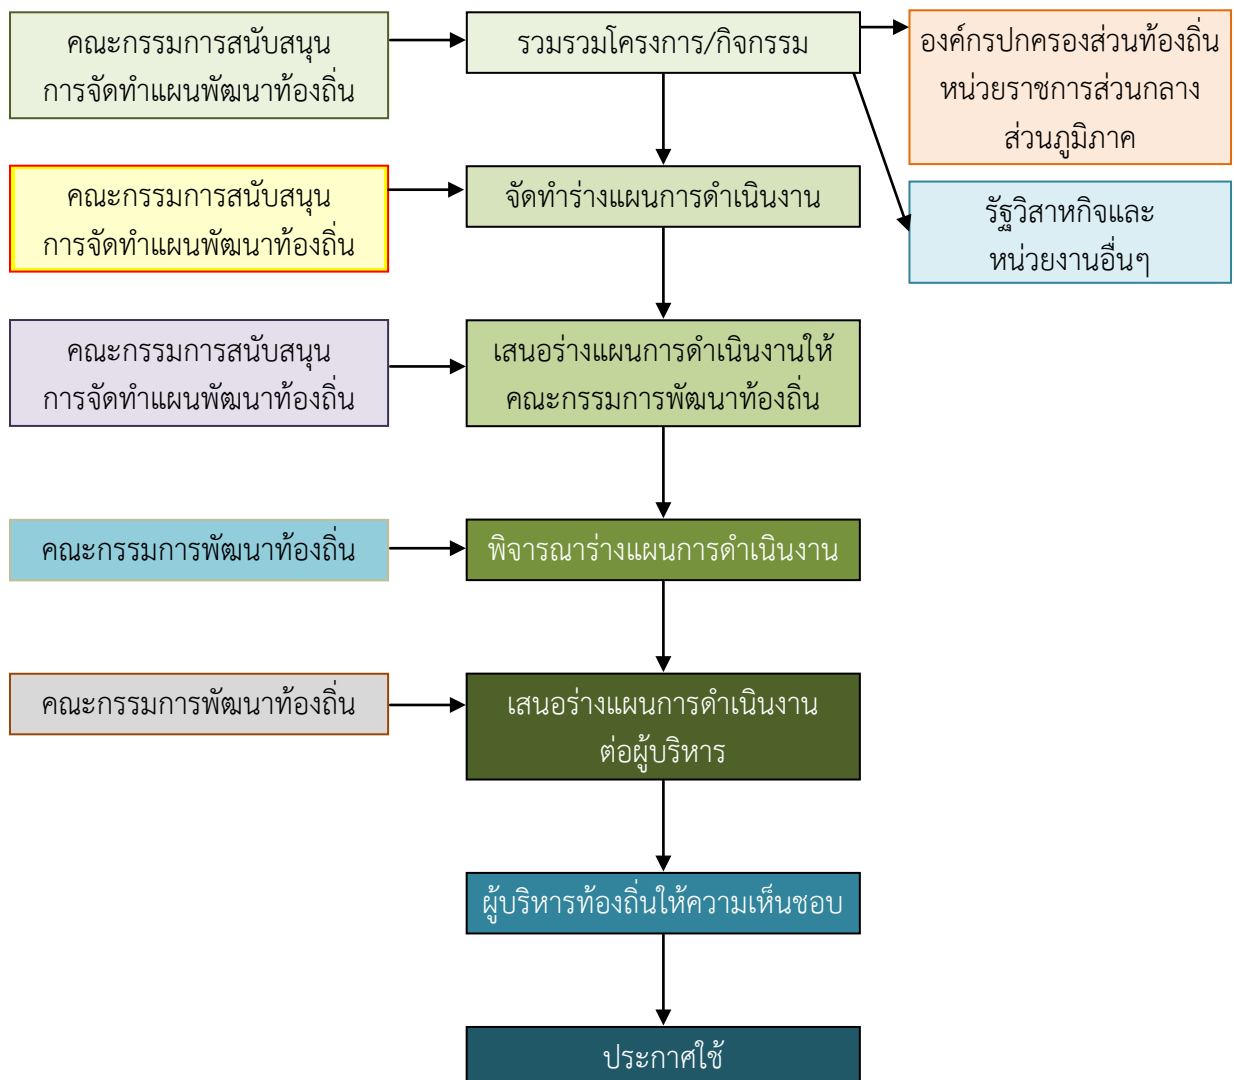 คณะกรรมการสนับสนุน
การจัดทำแผนพัฒนาท้องถิ่น
รวมรวมโครงการ/กิจกรรม
องค์กรปกครองส่วนท้องถิ่น
หน่วยราชการส่วนกลาง
ส่วนภูมิภาค
คณะกรรมการสนับสนุน
การจัดทำแผนพัฒนาท้องถิ่น
จัดทำร่างแผนการดำเนินงาน
รัฐวิสาหกิจและ
หน่วยงานอื่นๆ
คณะกรรมการสนับสนุน
การจัดทำแผนพัฒนาท้องถิ่น
เสนอร่างแผนการดำเนินงานให้
คณะกรรมการพัฒนาท้องถิ่น
คณะกรรมการพัฒนาท้องถิ่น
พิจารณาร่างแผนการดำเนินงาน
คณะกรรมการพัฒนาท้องถิ่น
เสนอร่างแผนการดำเนินงาน
ต่อผู้บริหาร
ผู้บริหารท้องถิ่นให้ความเห็นชอบ
ประกาศใช้